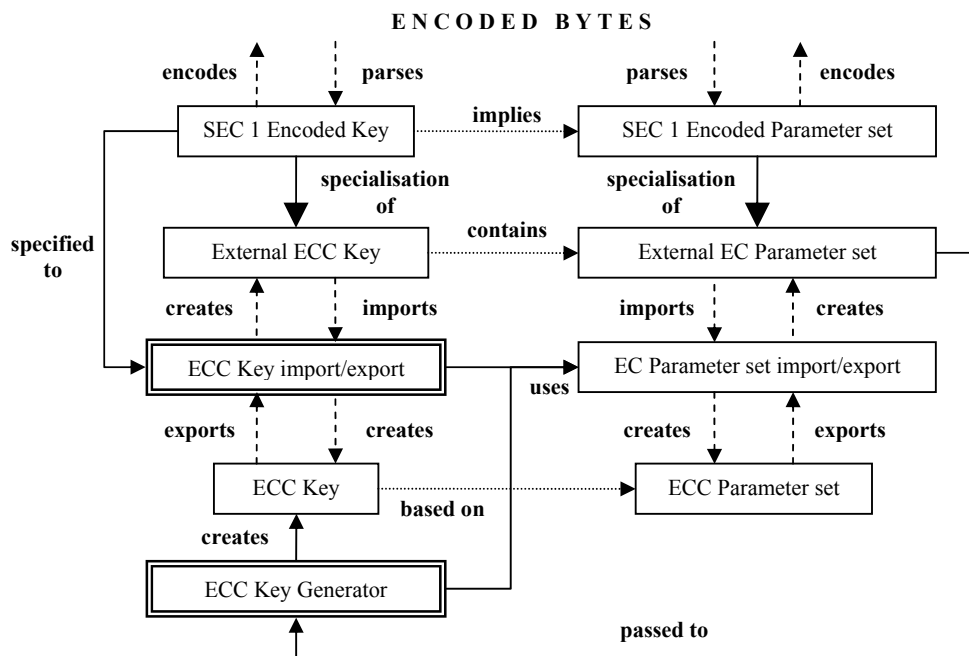 ENCODED BYTES
encodes
parses
parses
encodes
SEC 1 Encoded Key
implies
SEC 1 Encoded Parameter set
specialisation
of
specialisation
of
specified
to
External ECC Key
contains
External EC Parameter set
creates
imports
imports
creates
ECC Key import/export
uses
EC Parameter set import/export
exports
creates
creates
exports
ECC Key
based on
ECC Parameter set
creates
ECC Key Generator
passed to